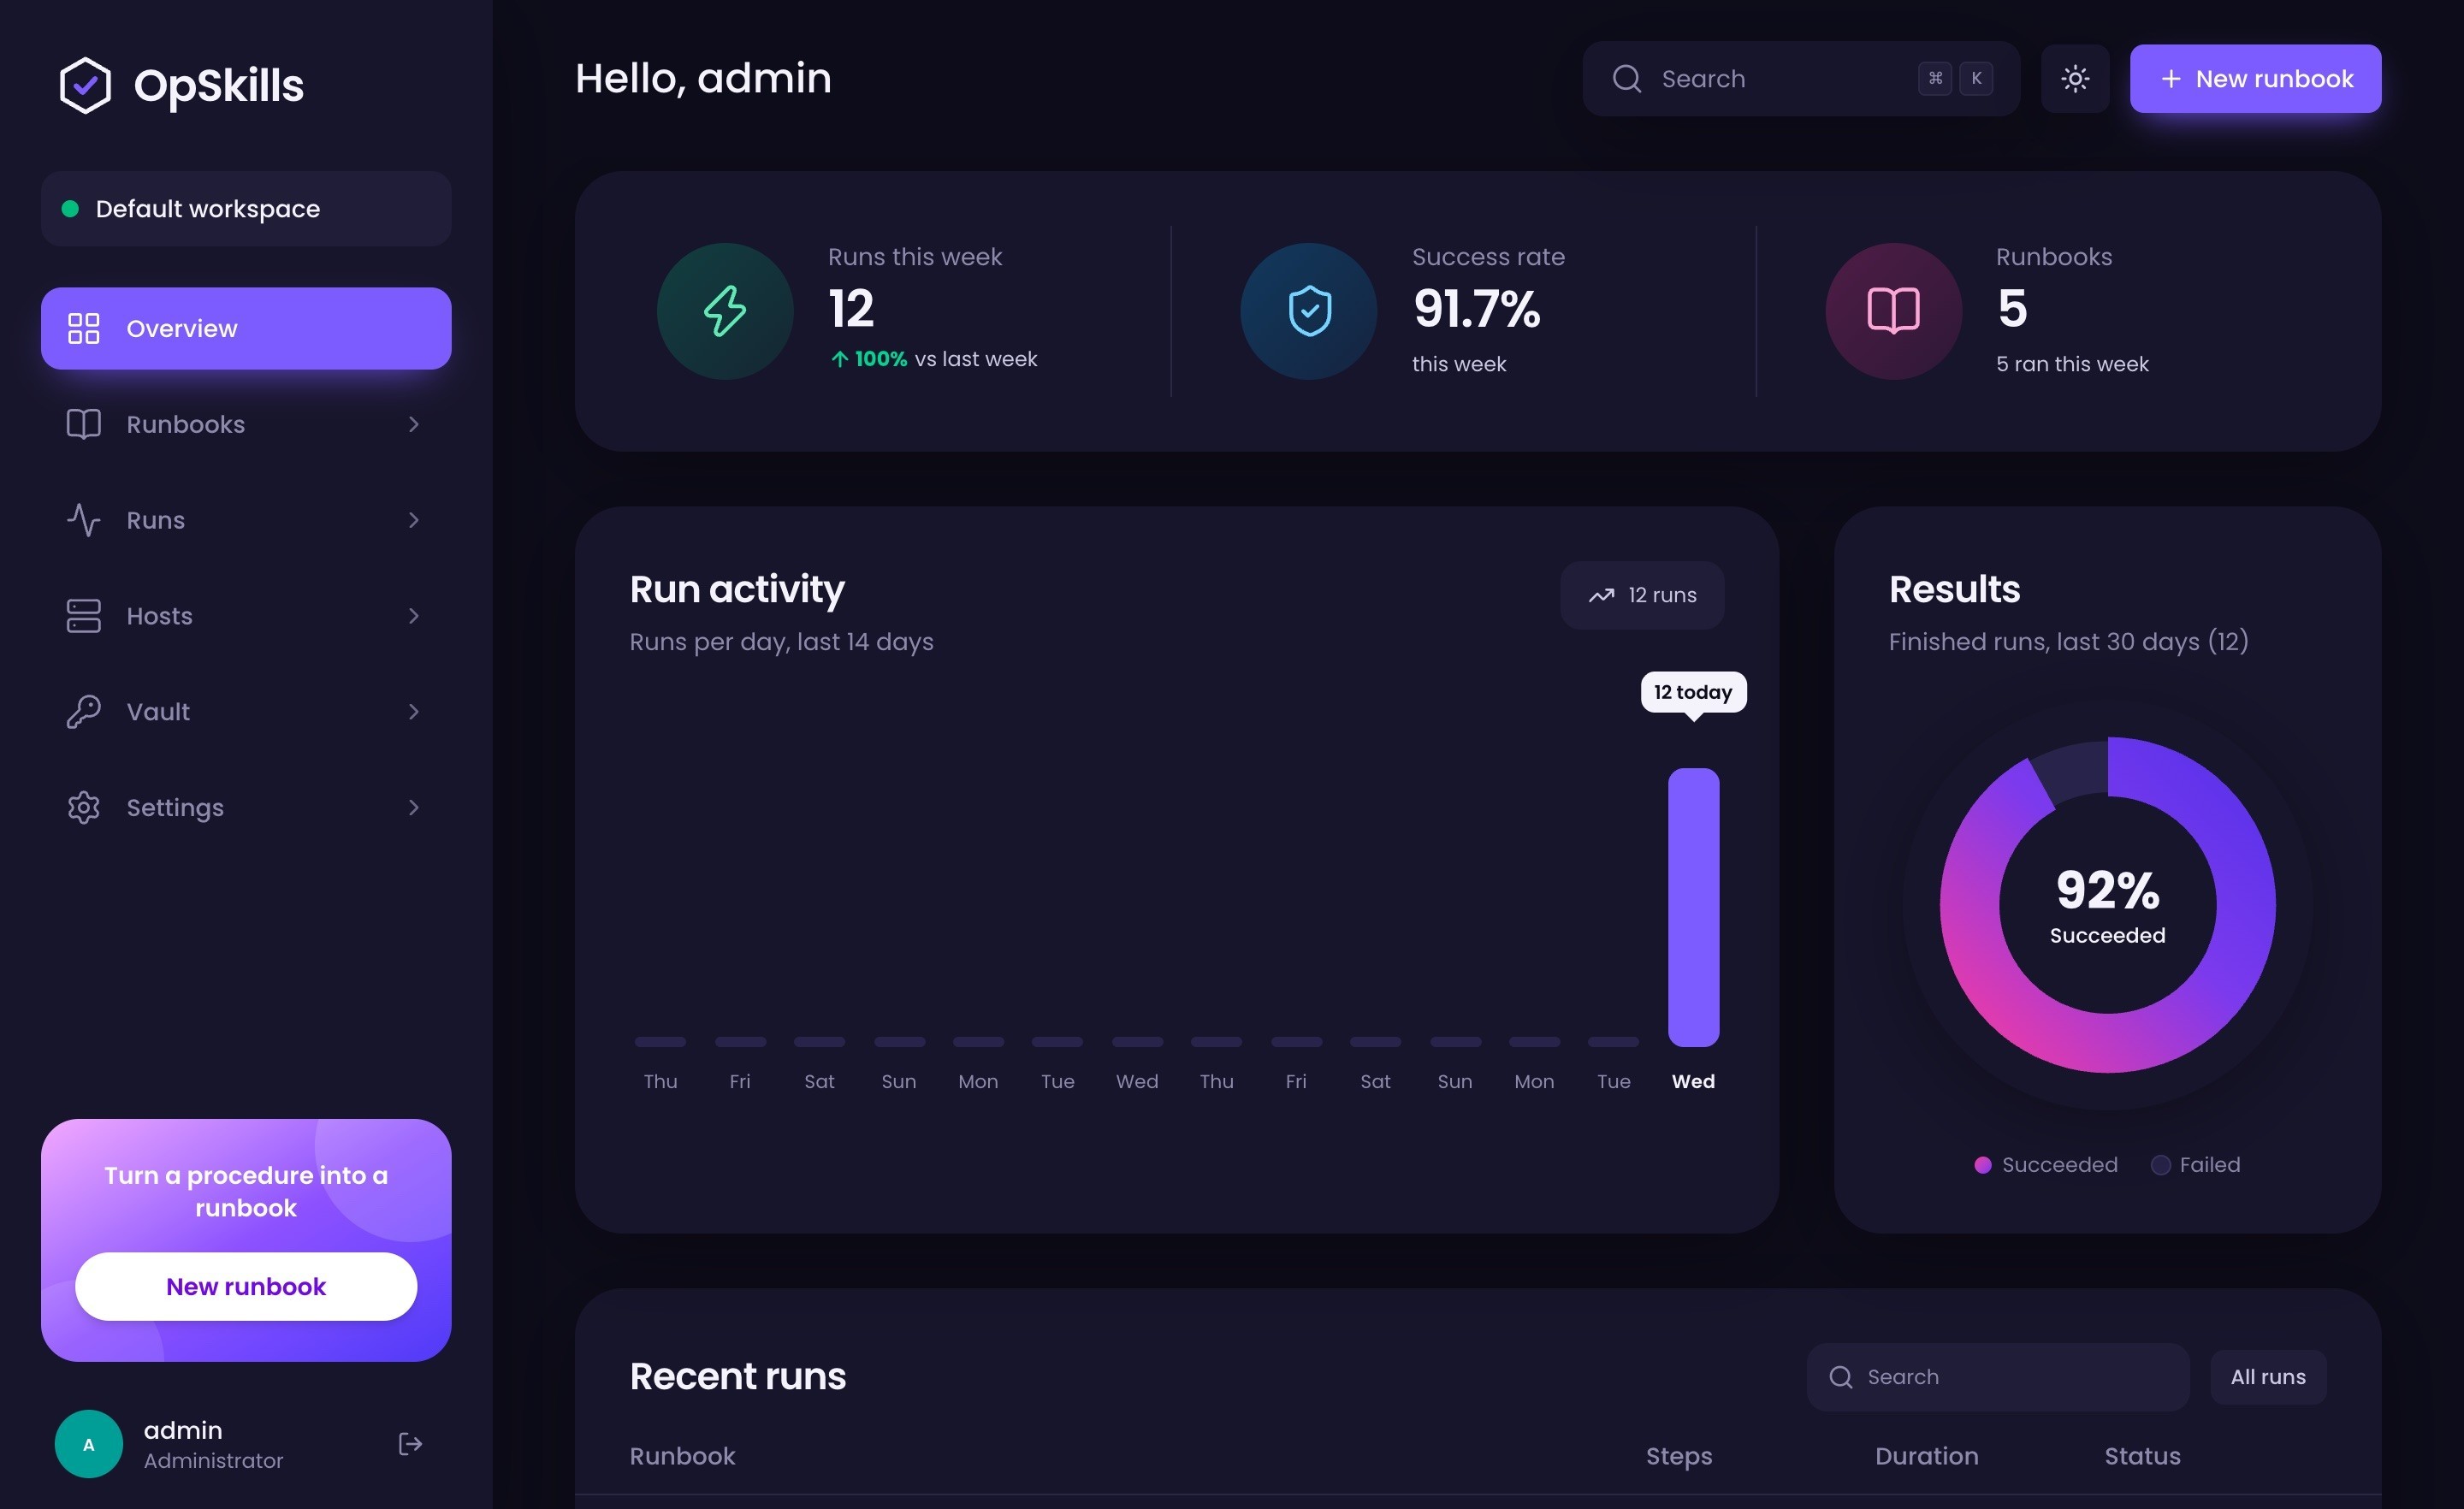 OpSkills
Default workspace
Overview
Runbooks
Runs
Hosts
Vault
Settings
Turn a procedure into a
runbook
New runbook
A
admin
Administrator
Hello, admin
Search
⌘ K
New runbook
Runs this week
12
100% vs last week
Success rate
91.7%
this week
Runbooks
5
5 ran this week
Run activity
Runs per day, last 14 days
12 runs
12 today
Thu Fri Sat Sun Mon Tue Wed Thu Fri Sat Sun Mon Tue Wed
Results
Finished runs, last 30 days (12)
92%
Succeeded
Succeeded Failed
Recent runs
Search
All runs
Runbook Steps Duration Status